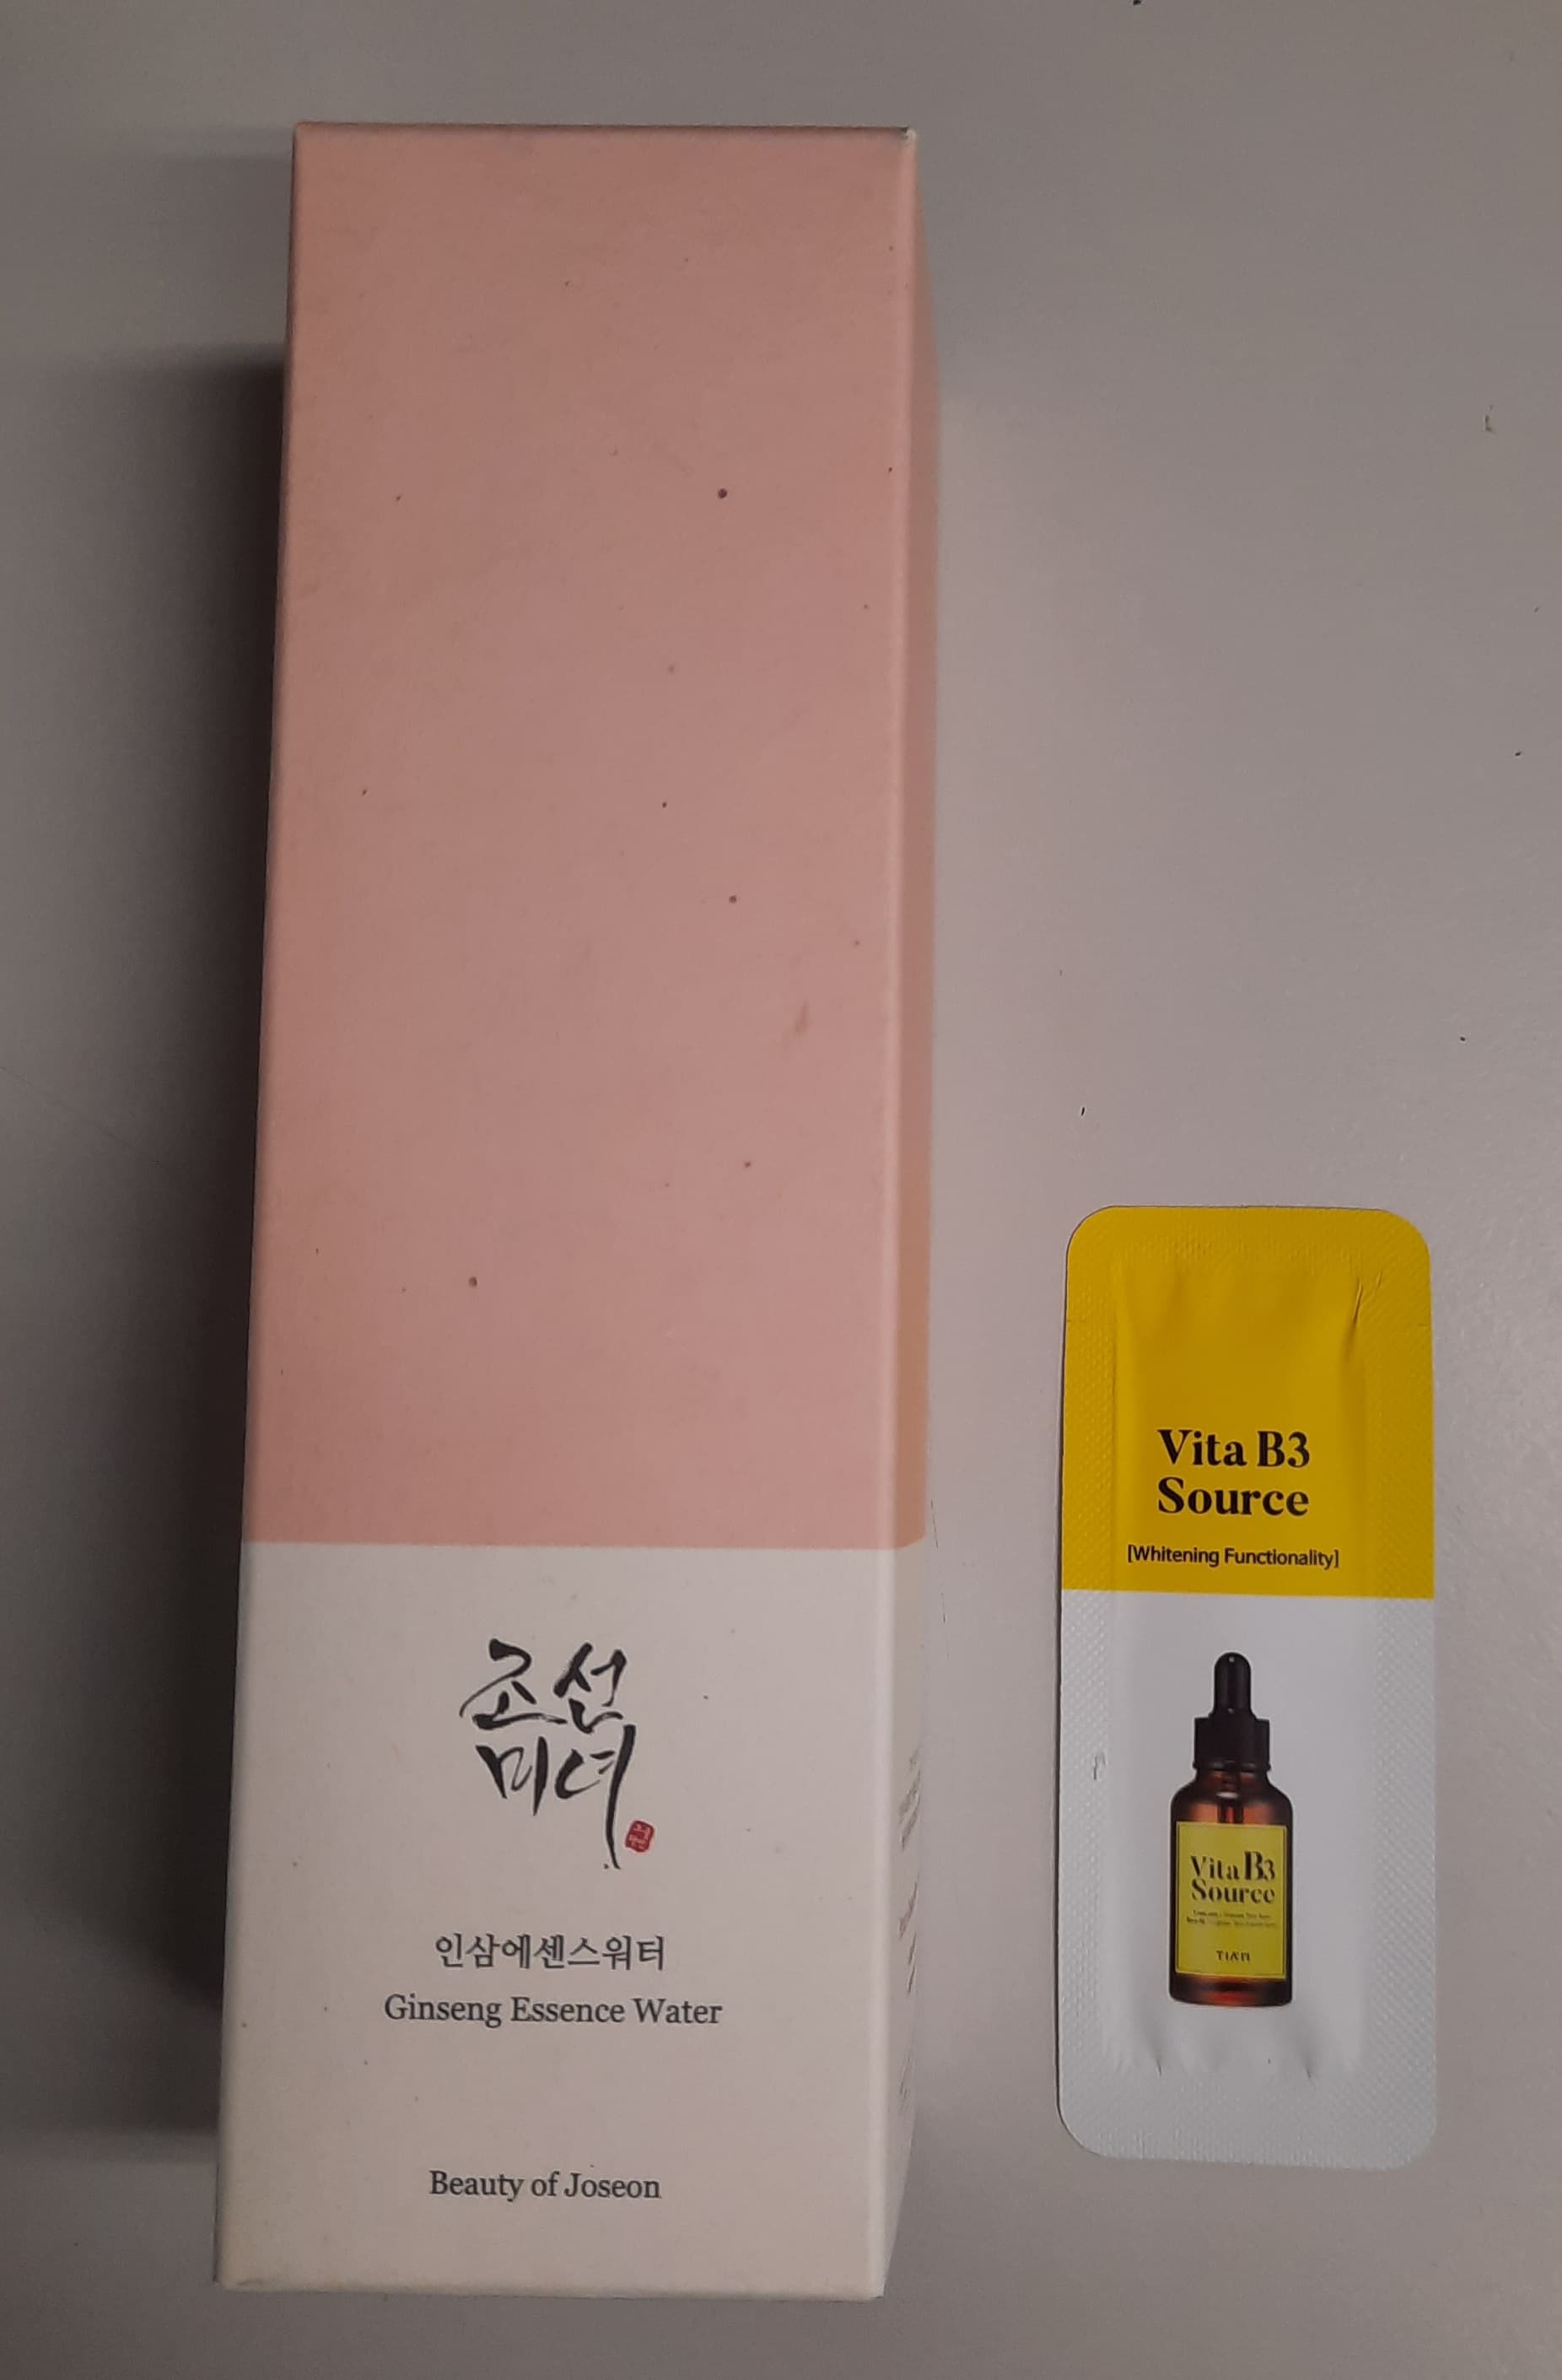 조선
미녀
인삼에센스워터
Ginseng Essence Water
Beauty of Joseon
Vita B3
Source
[Whitening Functionality]
Vita B3
Source
TIA'M